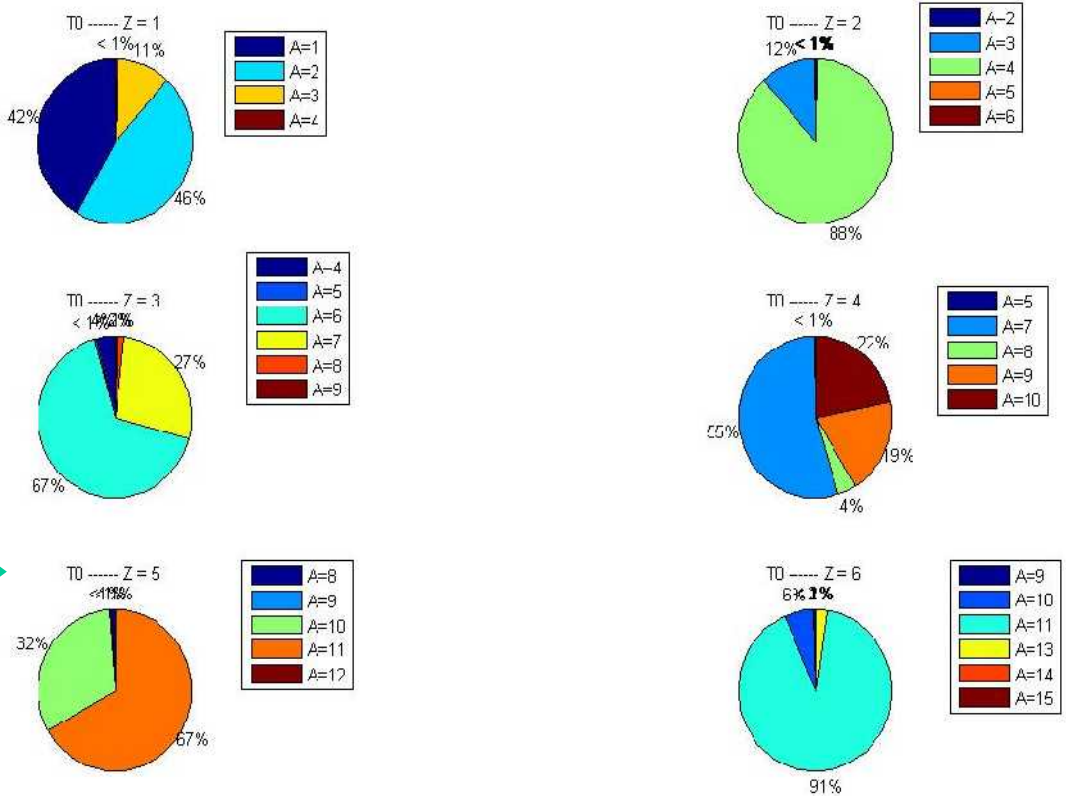 T0 ------ Z = 1
< 1%
11%
42%
46%
A=1
A=2
A=3
A=4
T0 ------ Z = 2
12%
< 1%
88%
A=2
A=3
A=4
A=5
A=6
T0 ------ Z = 3
< 1%
27%
67%
A=4
A=5
A=6
A=7
A=8
A=9
T0 ------ Z = 4
< 1%
22%
55%
19%
4%
A=5
A=7
A=8
A=9
A=10
T0 ------ Z = 5
32%
67%
A=8
A=9
A=10
A=11
A=12
T0 ------ Z = 6
6%
91%
A=9
A=10
A=11
A=13
A=14
A=15